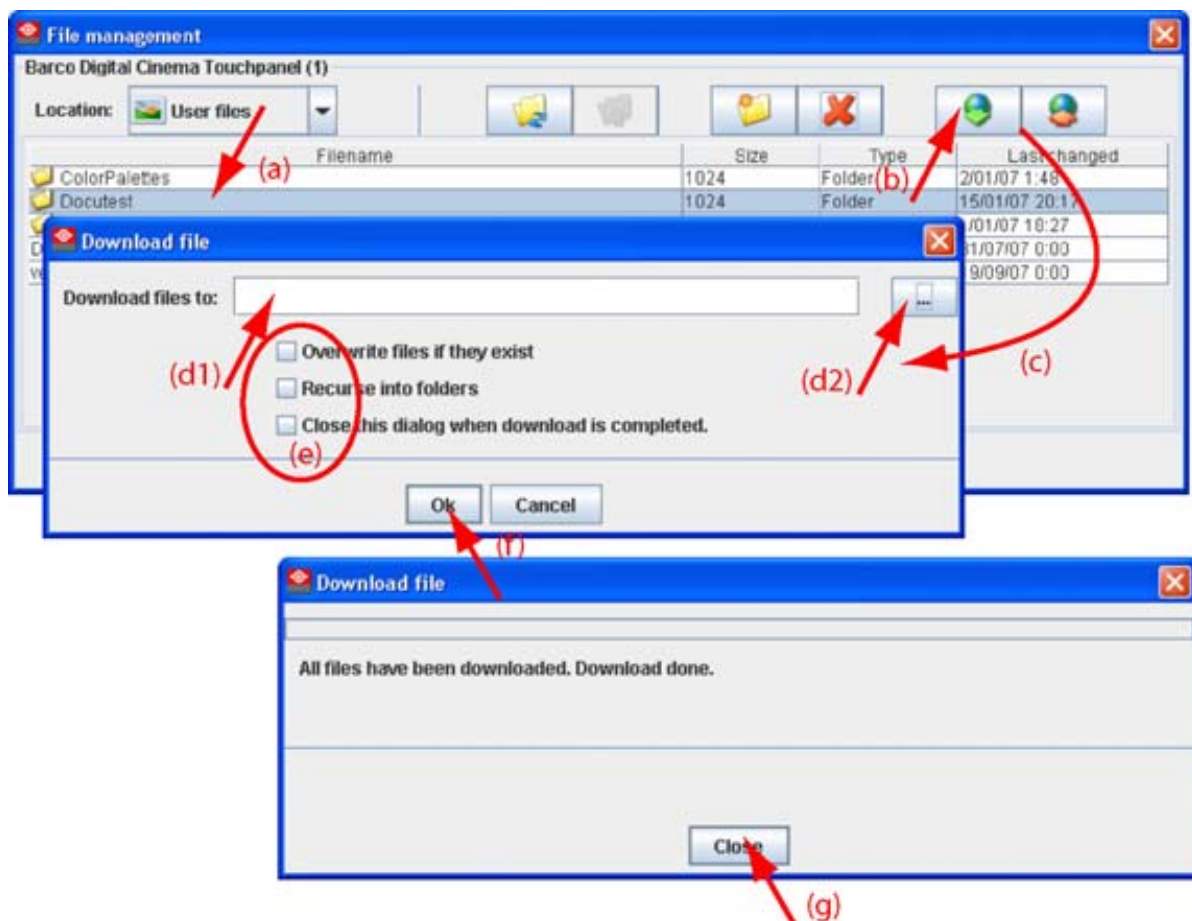 File management
Barco Digital Cinema Touchpanel (1)
Location: User files
Filename Size Type Last changed
(a)
(b)
ColorPalettes 1024 Folder 2/01/07 1:48
Docutest 1024 Folder 15/01/07 20:17
/01/07 16:27
Download file
D 31/07/07 0:00
9/09/07 0:00
Download files to: ...
(d1)
(d2)
(c)
Overwrite files if they exist
Recurse into folders
Close this dialog when download is completed.
(e)
Ok Cancel
(f)
Download file
All files have been downloaded. Download done.
Close
(g)